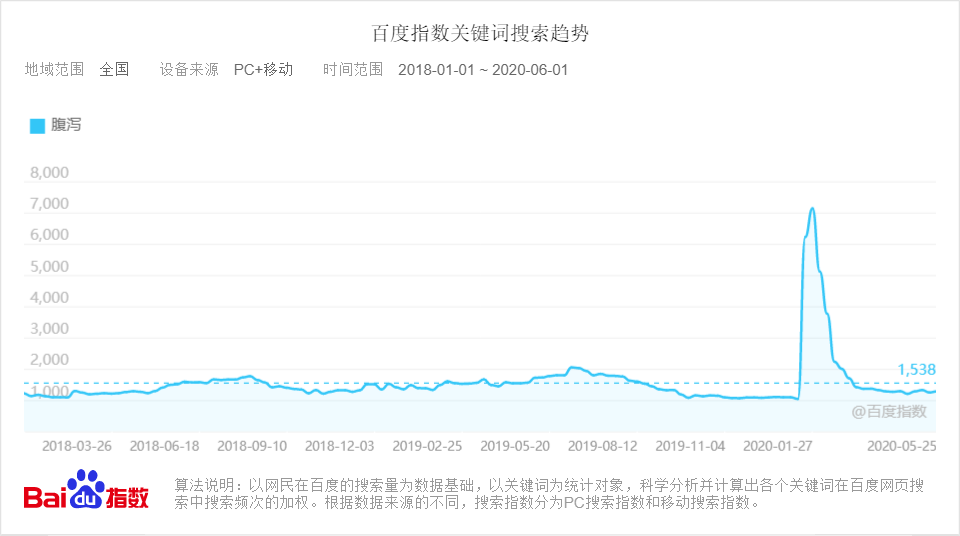 百度指数关键词搜索趋势
地域范围 全国 设备来源 PC+移动 时间范围 2018-01-01 ~ 2020-06-01
腹泻
8,000
7,000
6,000
5,000
4,000
3,000
2,000
1,538
1,000
@百度指数
2018-03-26 2018-06-18 2018-09-10 2018-12-03 2019-02-25 2019-05-20 2019-08-12 2019-11-04 2020-01-27 2020-05-25
Bai du 指数
算法说明：以网民在百度的搜索量为数据基础，以关键词为统计对象，科学分析并计算出各个关键词在百度网页搜
索中搜索频次的加权。根据数据来源的不同，搜索指数分为PC搜索指数和移动搜索指数。